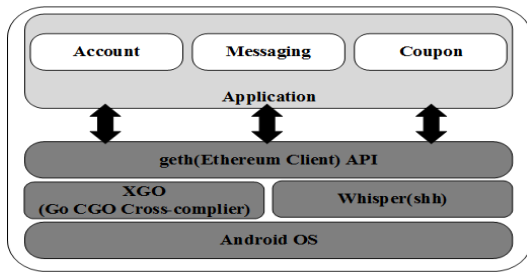 Account Messaging Coupon
Application
geth(Ethereum Client) API
XGO
(Go CGO Cross-complier)
Whisper(shh)
Android OS